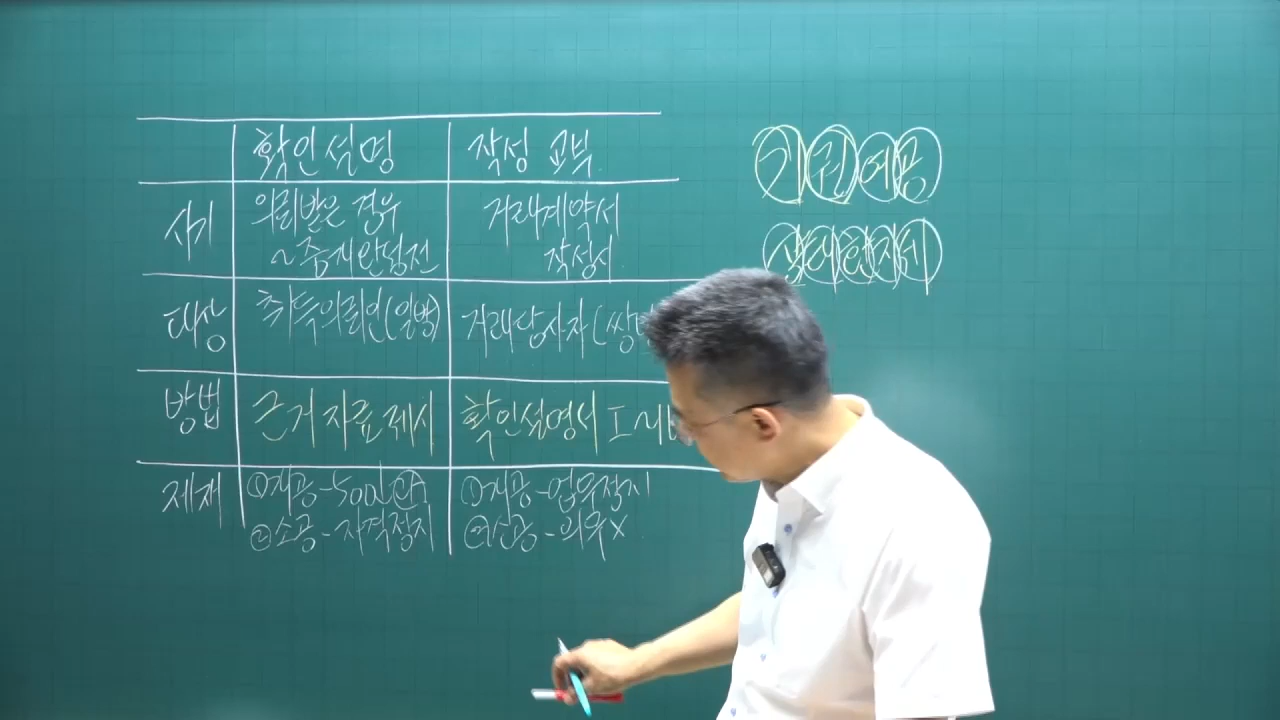 확인설명 작성 교부
시기 의뢰받은 경우 거래계약서
~중개완성전 작성시
대상 취득의뢰인(일방) 거래당사자(쌍
방법 근거자료제시 확인설명서 I~
제재 ①개공-500 ①개공-업무정지
②소공-자격정지 ②소공-의무x